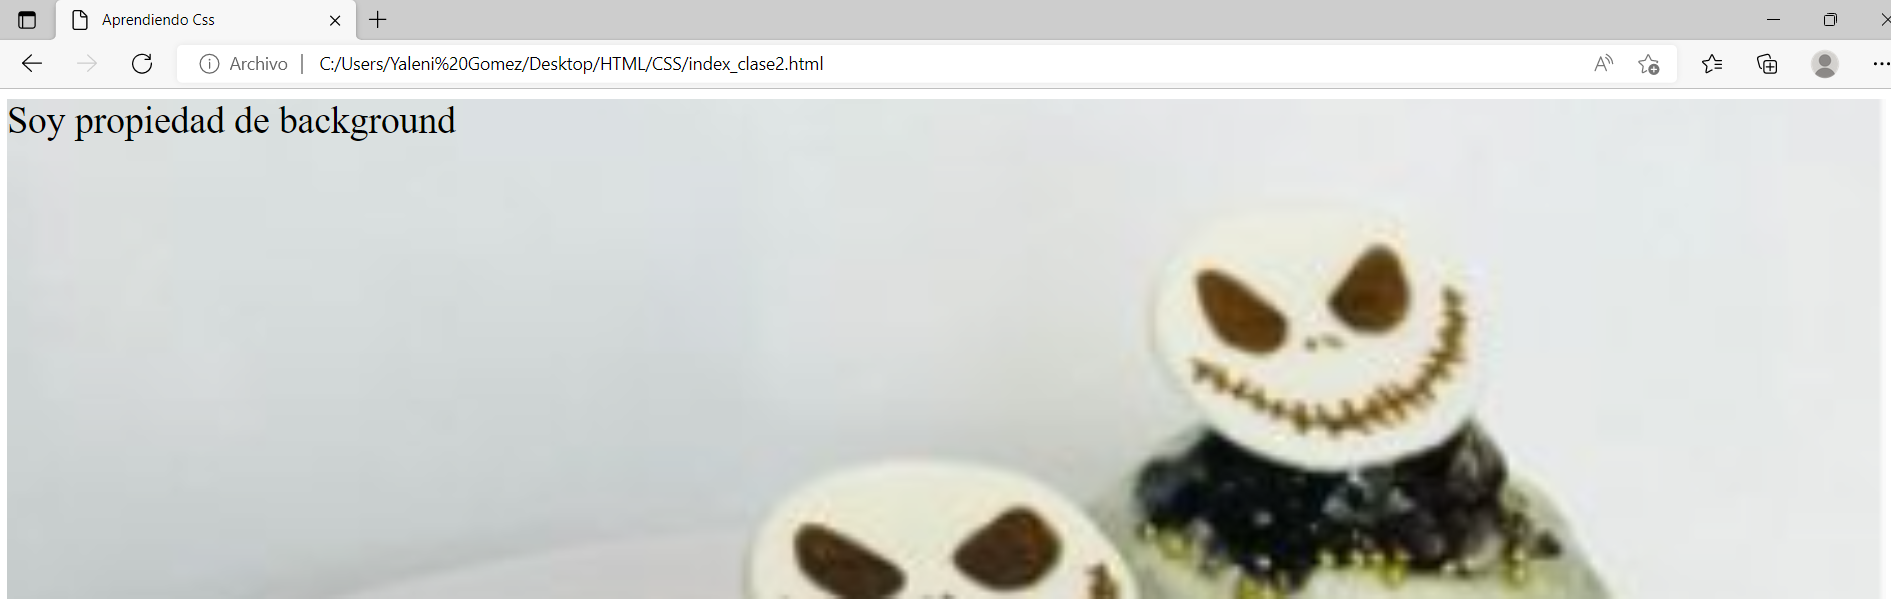 Aprendiendo Css
Archivo | C:/Users/Yaleni%20Gomez/Desktop/HTML/CSS/index_clase2.html
Soy propiedad de background